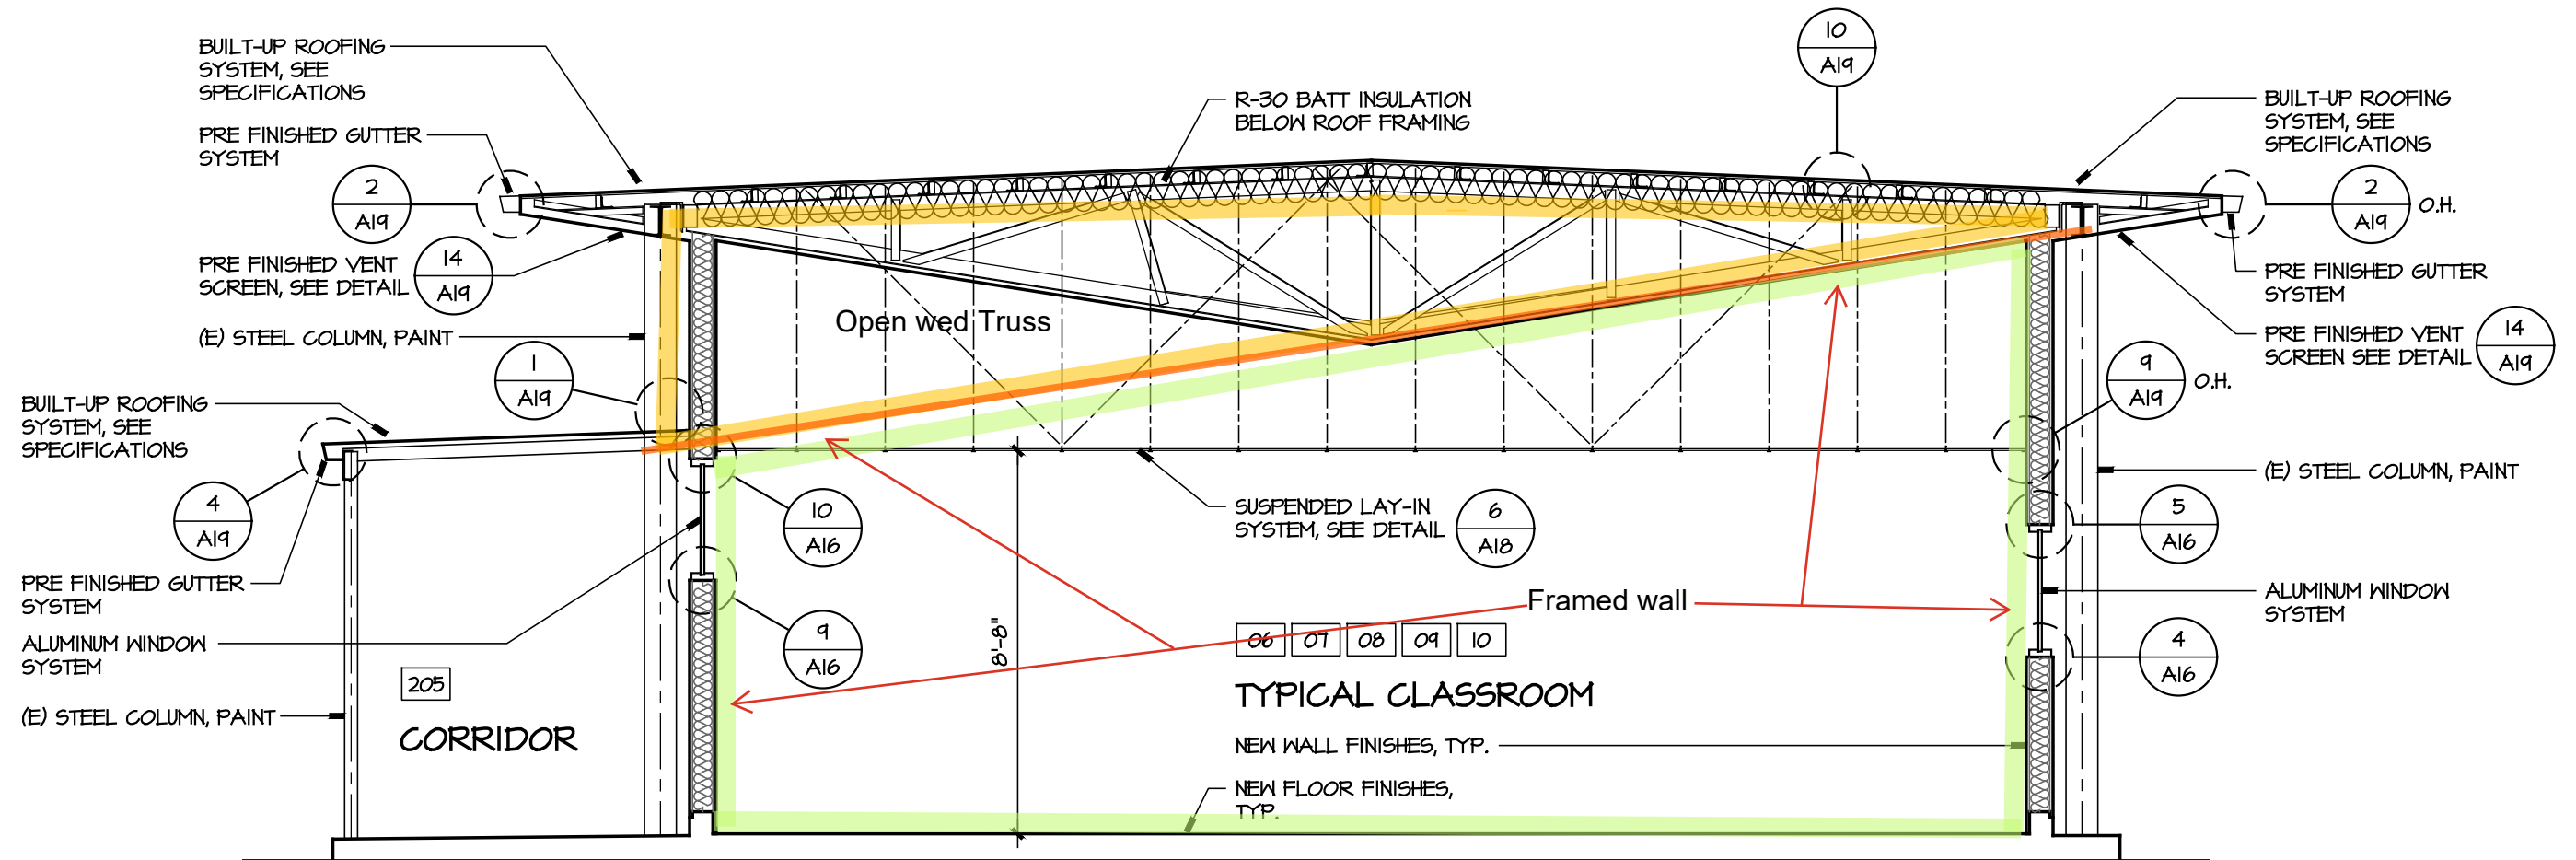 BUILT-UP ROOFING
SYSTEM, SEE
SPECIFICATIONS
PRE FINISHED GUTTER
SYSTEM
2
A19
PRE FINISHED VENT
SCREEN, SEE DETAIL
14
A19
(E) STEEL COLUMN, PAINT
1
A19
BUILT-UP ROOFING
SYSTEM, SEE
SPECIFICATIONS
4
A19
PRE FINISHED GUTTER
SYSTEM
ALUMINUM WINDOW
SYSTEM
(E) STEEL COLUMN, PAINT
205
CORRIDOR
R-30 BATT INSULATION
BELOW ROOF FRAMING
10
A19
Open wed Truss
10
A16
9
A16
8'-8"
SUSPENDED LAY-IN
SYSTEM, SEE DETAIL
6
A18
Framed wall
06 07 08 09 10
TYPICAL CLASSROOM
NEW WALL FINISHES, TYP.
NEW FLOOR FINISHES,
TYP.
BUILT-UP ROOFING
SYSTEM, SEE
SPECIFICATIONS
2
A19
O.H.
PRE FINISHED GUTTER
SYSTEM
PRE FINISHED VENT
SCREEN SEE DETAIL
14
A19
9
A19
O.H.
(E) STEEL COLUMN, PAINT
5
A16
ALUMINUM WINDOW
SYSTEM
4
A16